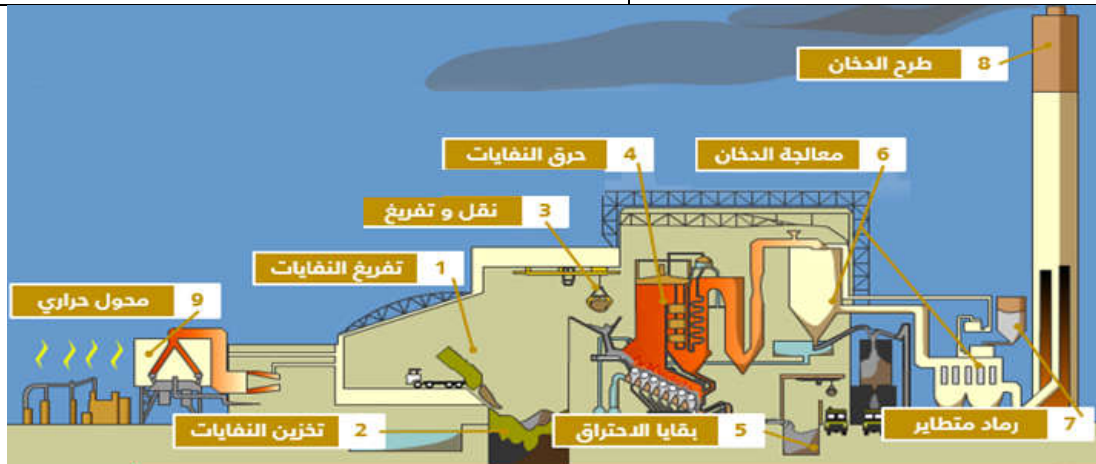 1 تفريغ النفايات
2 تخزين النفايات
3 نقل و تفريغ
4 حرق النفايات
5 بقايا الاحتراق
6 معالجة الدخان
7 رماد متطاير
8 طرح الدخان
9 محول حراري